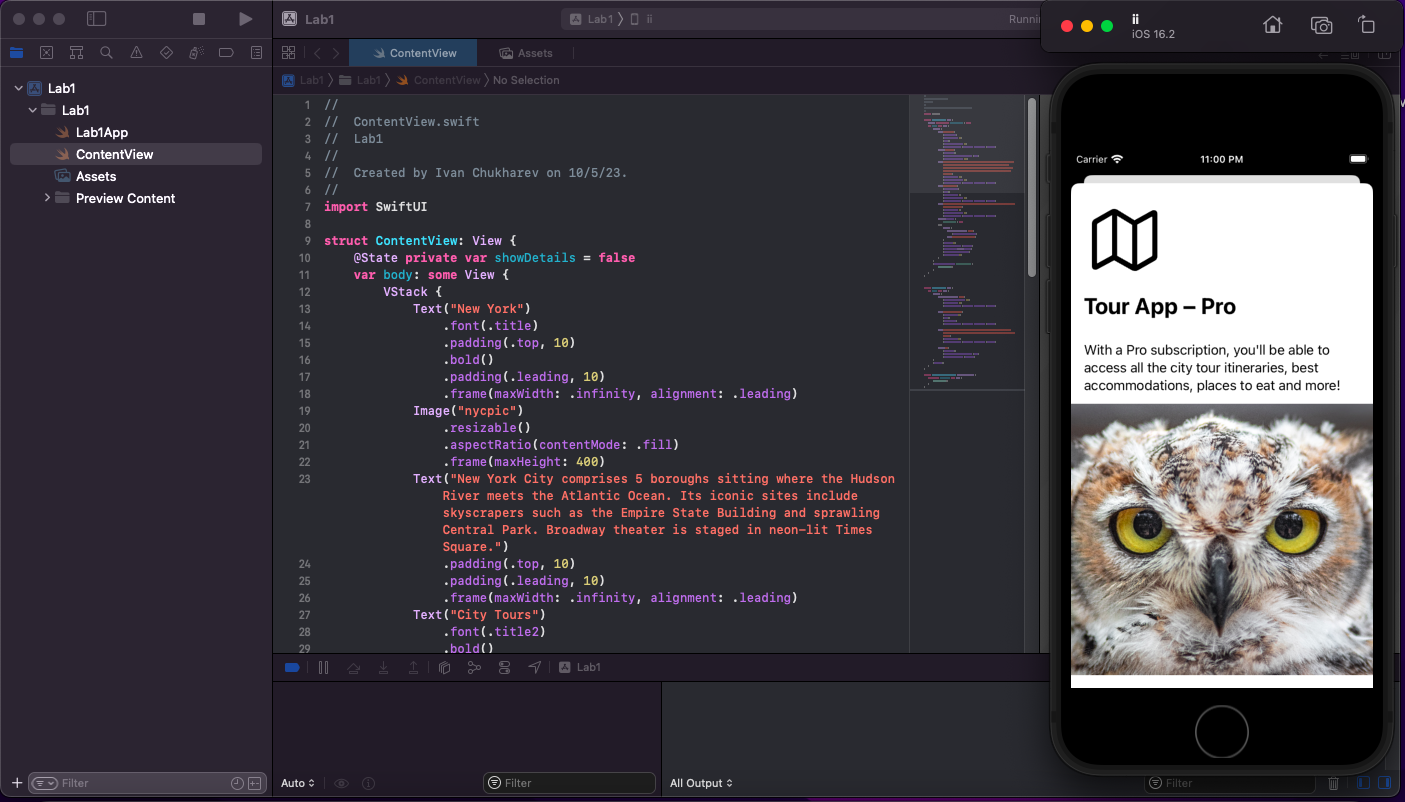 Lab1
Lab1 〉 ii
Running
ContentView
Assets
Lab1 〉 Lab1 〉 ContentView 〉 No Selection
Lab1
Lab1
Lab1App
ContentView
Assets
Preview Content
1 //
2 //  ContentView.swift
3 //  Lab1
4 //
5 //  Created by Ivan Chukharev on 10/5/23.
6 //
7 import SwiftUI
8
9 struct ContentView: View {
10     @State private var showDetails = false
11     var body: some View {
12         VStack {
13             Text("New York")
14                 .font(.title)
15                 .padding(.top, 10)
16                 .bold()
17                 .padding(.leading, 10)
18                 .frame(maxWidth: .infinity, alignment: .leading)
19             Image("nycpic")
20                 .resizable()
21                 .aspectRatio(contentMode: .fill)
22                 .frame(maxHeight: 400)
23             Text("New York City comprises 5 boroughs sitting where the Hudson
River meets the Atlantic Ocean. Its iconic sites include
skyscrapers such as the Empire State Building and sprawling
Central Park. Broadway theater is staged in neon-lit Times
Square.")
24                 .padding(.top, 10)
25                 .padding(.leading, 10)
26                 .frame(maxWidth: .infinity, alignment: .leading)
27             Text("City Tours")
28                 .font(.title2)
29                 .bold()
Lab1
Filter
Auto
Filter
All Output
Filter
ii
iOS 16.2
Carrier
11:00 PM
Tour App – Pro
With a Pro subscription, you'll be able to
access all the city tour itineraries, best
accommodations, places to eat and more!